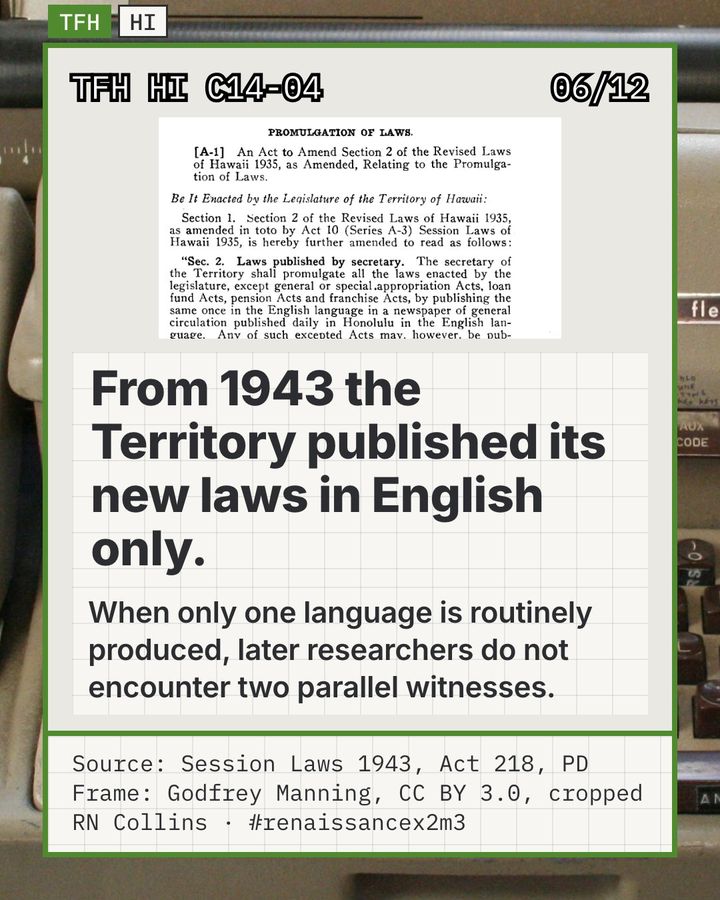 TFH HI
TFH HI C14-04
06/12
PROMULGATION OF LAWS.
[A-1] An Act to Amend Section 2 of the Revised Laws
of Hawaii 1935, as Amended, Relating to the Promulga-
tion of Laws.
Be It Enacted by the Legislature of the Territory of Hawaii:
Section 1. Section 2 of the Revised Laws of Hawaii 1935,
as amended in toto by Act 10 (Series A-3) Session Laws of
Hawaii 1935, is hereby further amended to read as follows:
"Sec. 2. Laws published by secretary. The secretary of
the Territory shall promulgate all the laws enacted by the
legislature, except general or special appropriation Acts, loan
fund Acts, pension Acts and franchise Acts, by publishing the
same once in the English language in a newspaper of general
circulation published daily in Honolulu in the English lan-
guage. Any of such excepted Acts may, however, be pub-
From 1943 the
Territory published its
new laws in English
only.
When only one language is routinely
produced, later researchers do not
encounter two parallel witnesses.
Source: Session Laws 1943, Act 218, PD
Frame: Godfrey Manning, CC BY 3.0, cropped
RN Collins · #renaissancex2m3
fle
AUX
CODE
AN